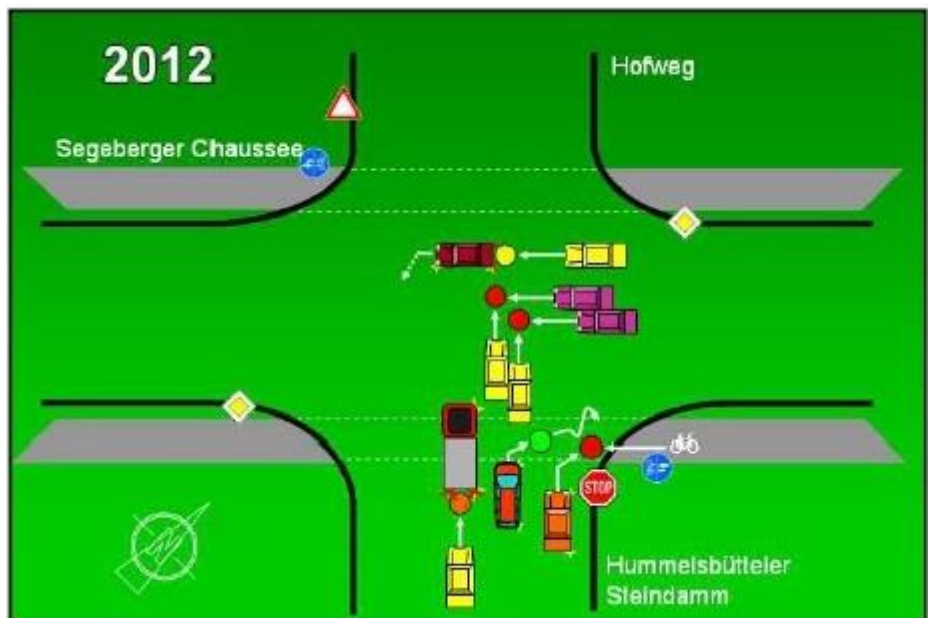 2012
Hofweg
Segeberger Chaussee
STOP
Hummelsbütteler
Steindamm